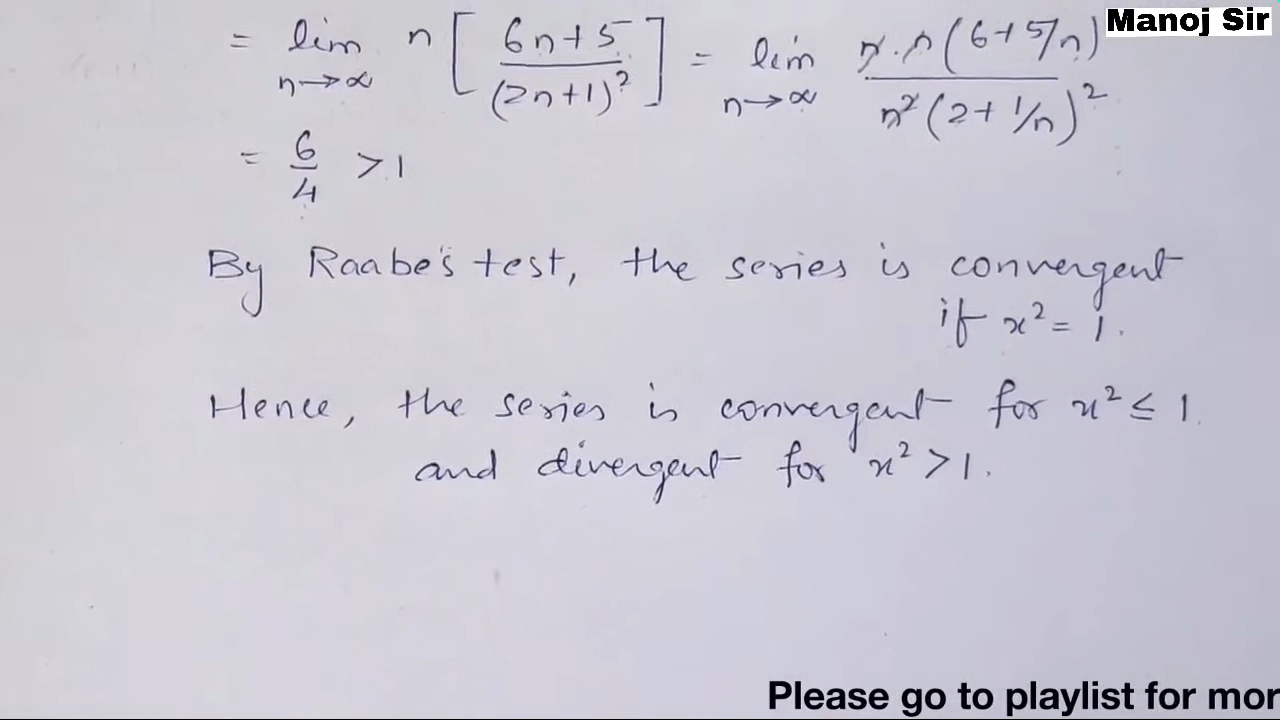 Manoj Sir
= lim n→∞ n [ (6n+5)/(2n+1)² ] = lim n→∞ n·n(6+5/n) / n²(2+1/n)²
= 6/4 >1
By Raabe's test, the series is convergent
if x² = 1.
Hence, the series is convergent for x² ≤ 1.
and divergent for x² > 1.
Please go to playlist for mor